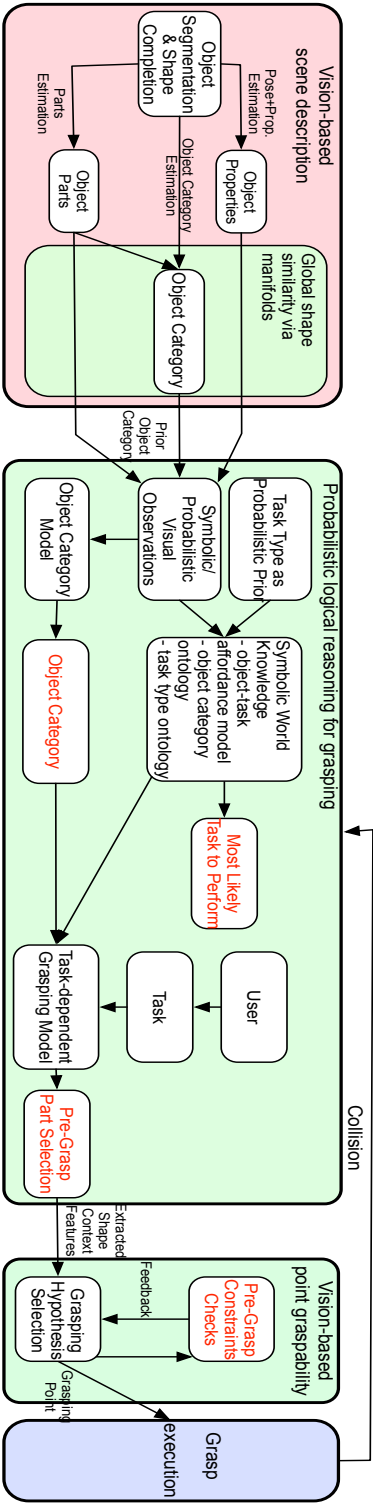 Vision-based
scene description
Object
Segmentation
& Shape
Completion
Pose+Prop.
Estimation
Object
Properties
Object Category
Estimation
Parts
Estimation
Object
Parts
Global shape
similarity via
manifolds
Object Category
Prior
Object
Category
Probabilistic logical reasoning for grasping
Task Type as
Probabilistic Prior
Symbolic/
Probabilistic
Visual
Observations
Object Category
Model
Symbolic World
Knowledge
- object-task
affordance model
- object category
ontology
- task type ontology
Object Category
Most Likely
Task to Perform
User
Task
Task-dependent
Grasping Model
Pre-Grasp
Part Selection
Collision
Extracted
Shape
Context
Features
Vision-based
point graspability
Pre-Grasp
Constraints
Checks
Feedback
Grasping
Hypothesis
Selection
Grasping
Point
Grasp
execution